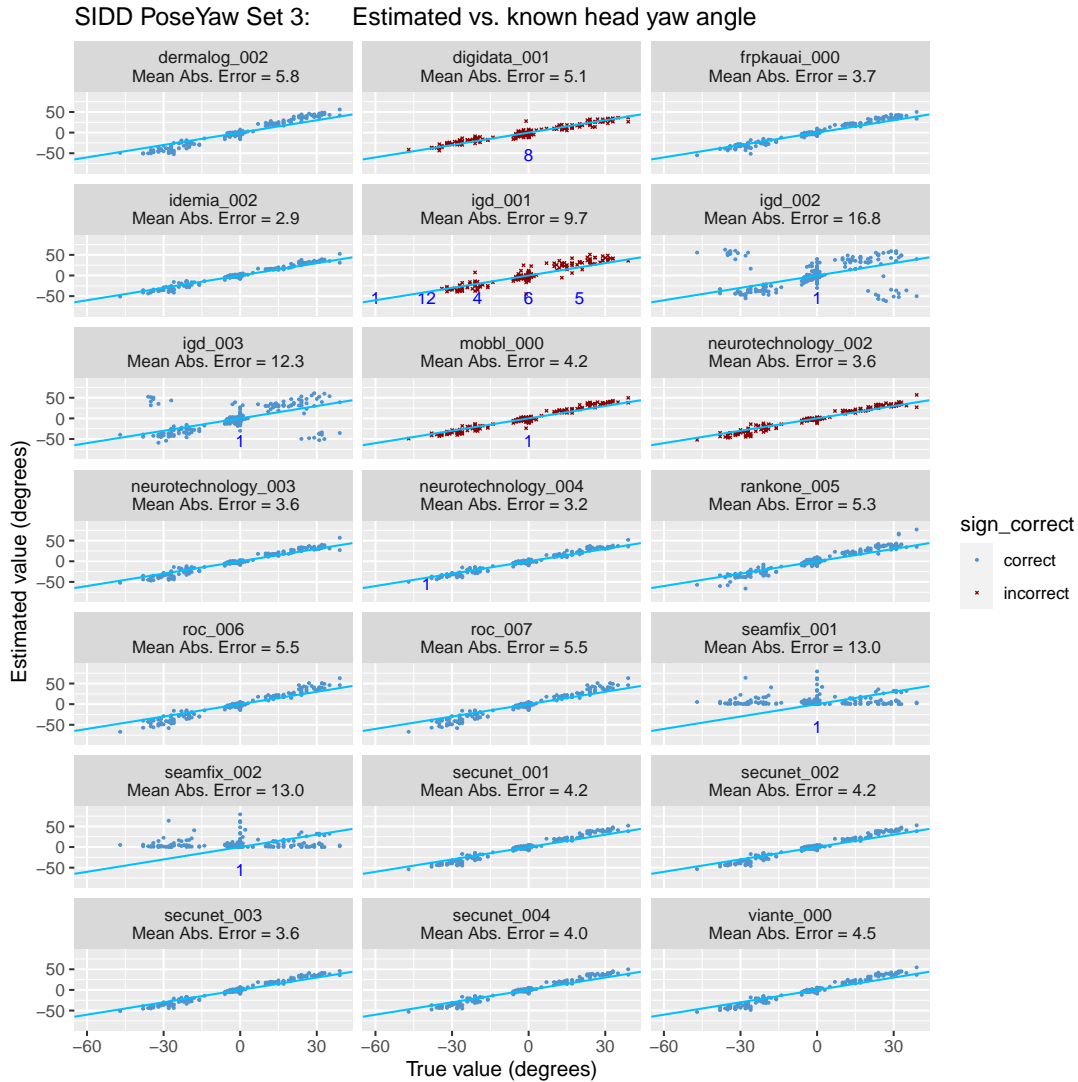 SIDD PoseYaw Set 3: Estimated vs. known head yaw angle
dermalog_002
Mean Abs. Error = 5.8
digidata_001
Mean Abs. Error = 5.1
frpkauai_000
Mean Abs. Error = 3.7
50
0
−50
8
idemia_002
Mean Abs. Error = 2.9
igd_001
Mean Abs. Error = 9.7
igd_002
Mean Abs. Error = 16.8
50
0
−50
1 12 4 6 5
1
igd_003
Mean Abs. Error = 12.3
mobbl_000
Mean Abs. Error = 4.2
neurotechnology_002
Mean Abs. Error = 3.6
50
0
−50
1
1
neurotechnology_003
Mean Abs. Error = 3.6
neurotechnology_004
Mean Abs. Error = 3.2
rankone_005
Mean Abs. Error = 5.3
50
0
−50
1
roc_006
Mean Abs. Error = 5.5
roc_007
Mean Abs. Error = 5.5
seamfix_001
Mean Abs. Error = 13.0
50
0
−50
1
seamfix_002
Mean Abs. Error = 13.0
secunet_001
Mean Abs. Error = 4.2
secunet_002
Mean Abs. Error = 4.2
50
0
−50
1
secunet_003
Mean Abs. Error = 3.6
secunet_004
Mean Abs. Error = 4.0
viante_000
Mean Abs. Error = 4.5
50
0
−50
−60 −30 0 30
−60 −30 0 30
−60 −30 0 30
True value (degrees)
Estimated value (degrees)
sign_correct
correct
incorrect